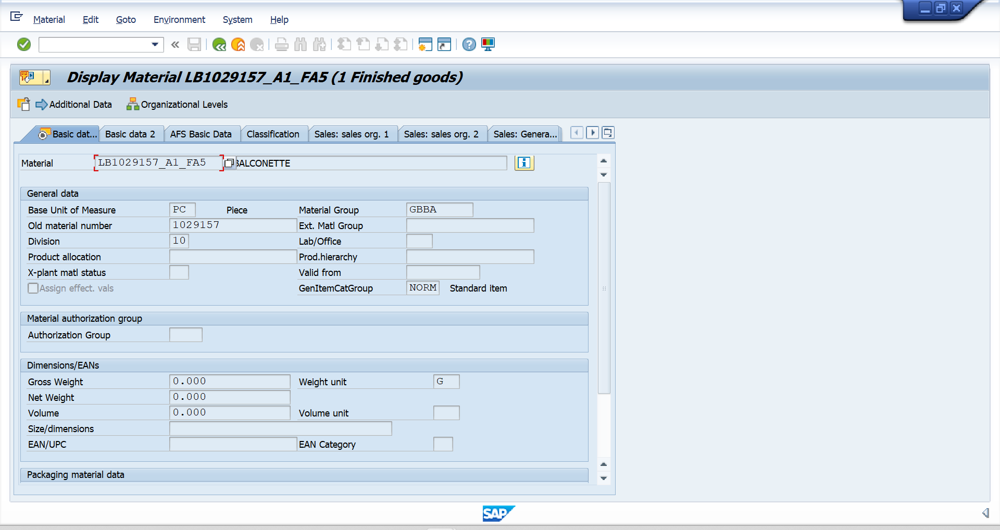 Material Edit Goto Environment System Help
Display Material LB1029157_A1_FA5 (1 Finished goods)
Additional Data Organizational Levels
Basic dat... Basic data 2 AFS Basic Data Classification Sales: sales org. 1 Sales: sales org. 2 Sales: Genera...
Material LB1029157_A1_FA5 BALCONETTE
General data
Base Unit of Measure PC Piece Material Group GBBA
Old material number 1029157 Ext. Matl Group
Division 10 Lab/Office
Product allocation Prod.hierarchy
X-plant matl status Valid from
Assign effect. vals GenItemCatGroup NORM Standard item
Material authorization group
Authorization Group
Dimensions/EANs
Gross Weight 0.000 Weight unit G
Net Weight 0.000
Volume 0.000 Volume unit
Size/dimensions
EAN/UPC EAN Category
Packaging material data
SAP